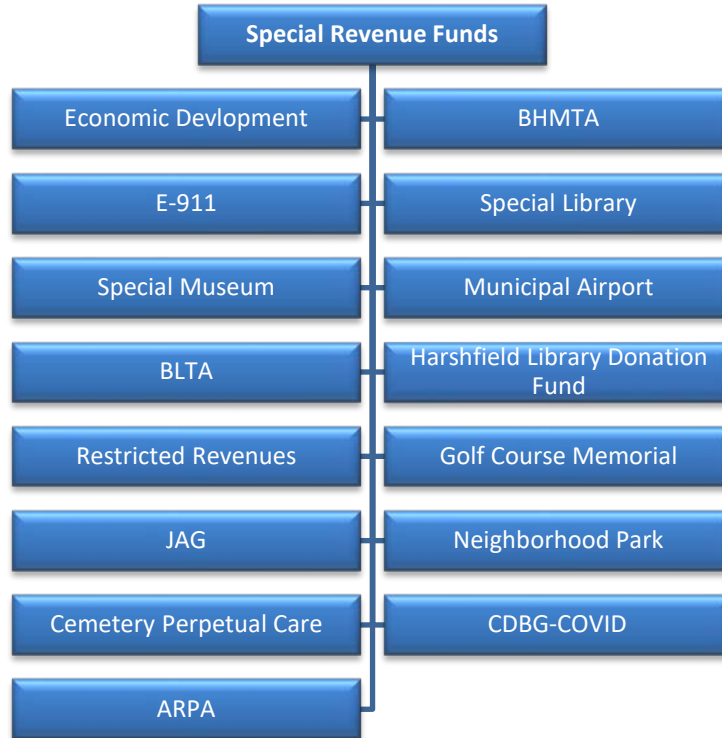 Special Revenue Funds
Economic Devlopment
BHMTA
E-911
Special Library
Special Museum
Municipal Airport
BLTA
Harshfield Library Donation
Fund
Restricted Revenues
Golf Course Memorial
JAG
Neighborhood Park
Cemetery Perpetual Care
CDBG-COVID
ARPA